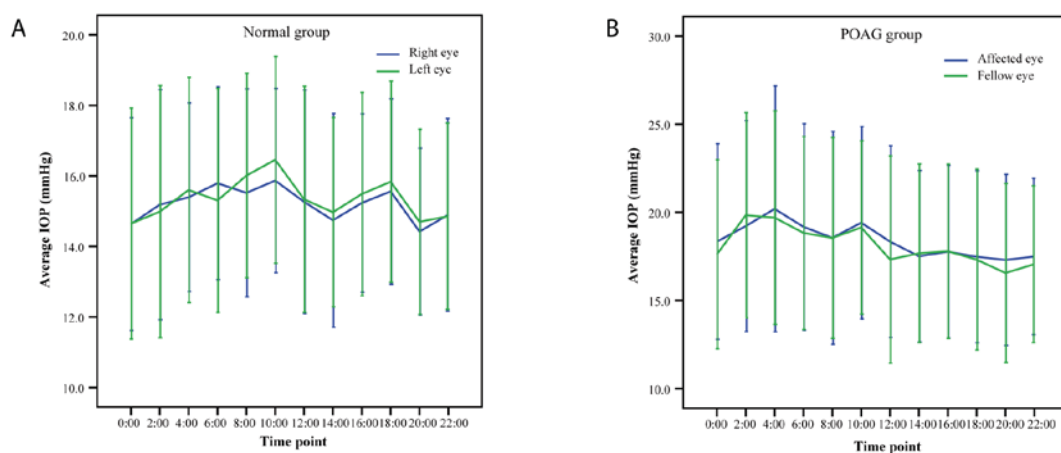 A
Normal group
Right eye
Left eye
Average IOP (mmHg)
20.0
18.0
16.0
14.0
12.0
10.0
0:00 2:00 4:00 6:00 8:00 10:00 12:00 14:00 16:00 18:00 20:00 22:00
Time point
B
POAG group
Affected eye
Fellow eye
Average IOP (mmHg)
30.0
25.0
20.0
15.0
10.0
0:00 2:00 4:00 6:00 8:00 10:00 12:00 14:00 16:00 18:00 20:00 22:00
Time point